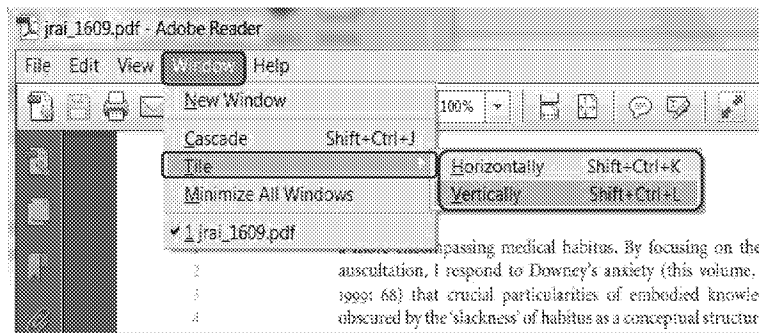 jrai_1609.pdf - Adobe Reader
File Edit View Window Help
100%
New Window
Cascade Shift+Ctrl+J
Tile
Horizontally Shift+Ctrl+K
Minimize All Windows
Vertically Shift+Ctrl+L
✓ 1 jrai_1609.pdf
passing medical habitus. By focusing on the
2 auscultation, I respond to Downey's anxiety (this volume,
3 1999: 68) that crucial particularities of embodied knowle
4 obscured by the 'slackness' of habitus as a conceptual structur